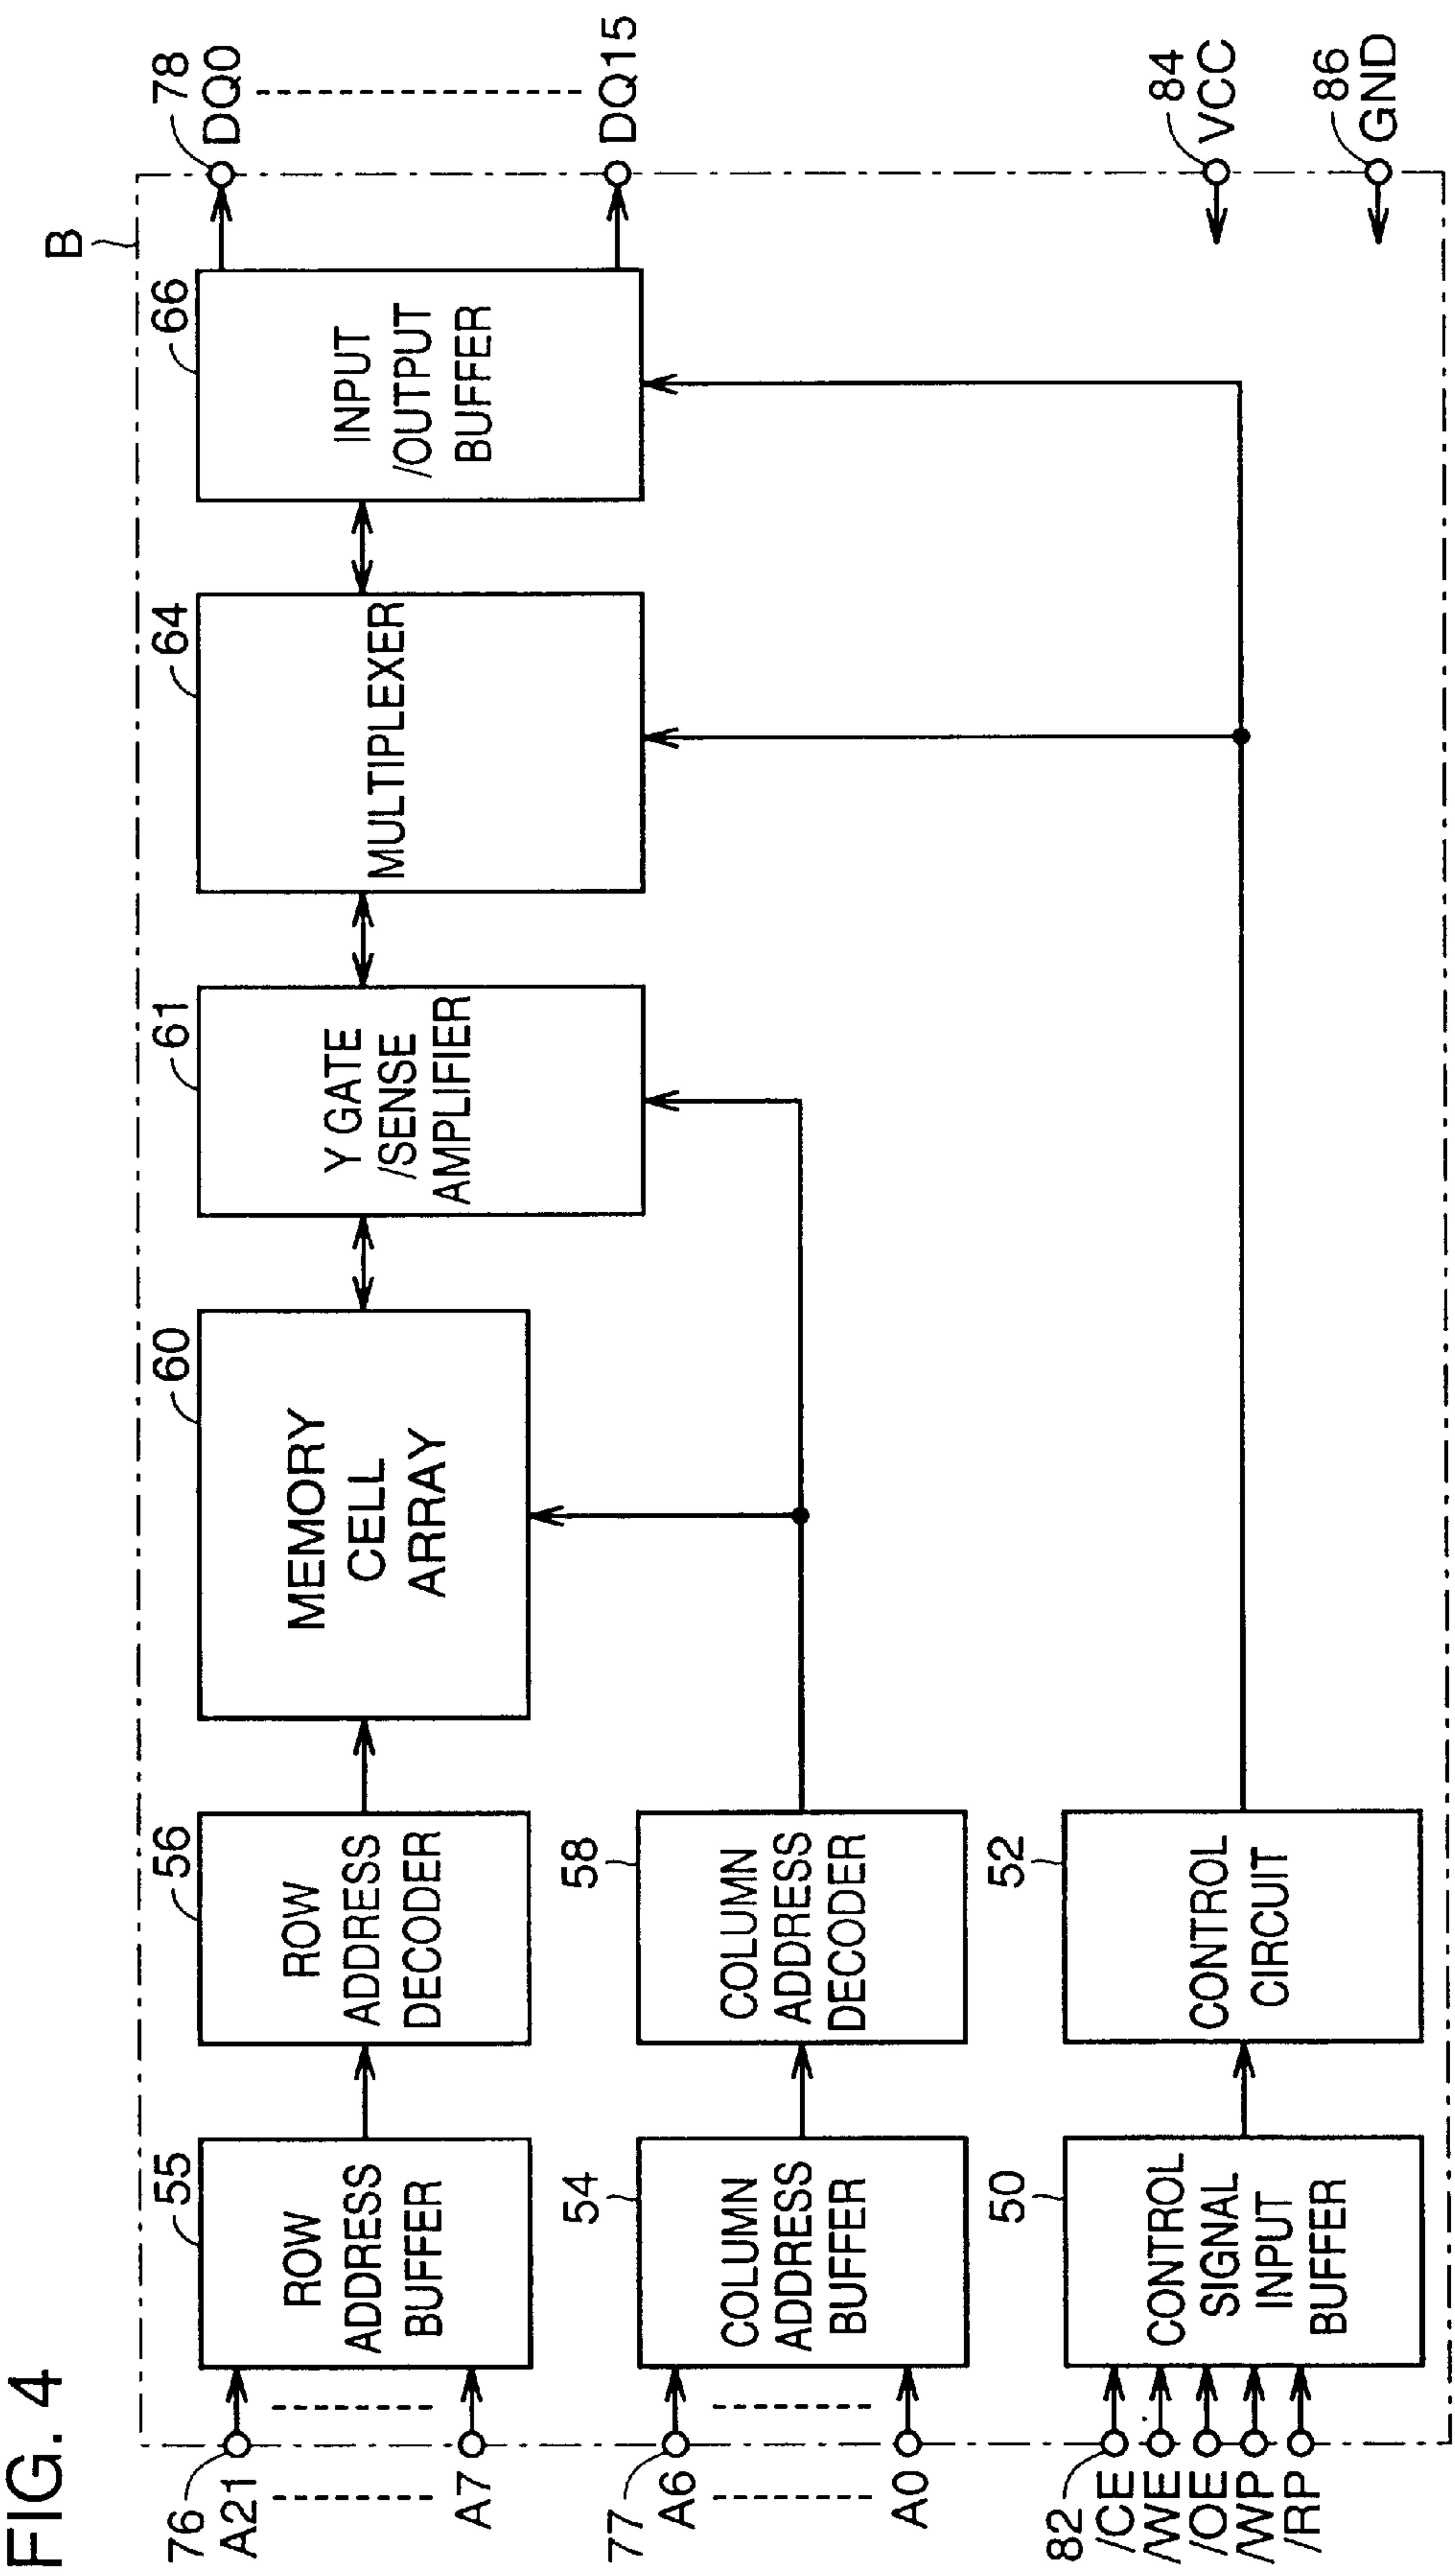 FIG. 4
B
76
A21
A7
55
ROW
ADDRESS
BUFFER
56
ROW
ADDRESS
DECODER
60
MEMORY
CELL
ARRAY
61
Y GATE
/SENSE
AMPLIFIER
64
MULTIPLEXER
66
INPUT
/OUTPUT
BUFFER
78
DQ0
DQ15
77
A6
A0
54
COLUMN
ADDRESS
BUFFER
58
COLUMN
ADDRESS
DECODER
82
/CE
/WE
/OE
/WP
/RP
50
CONTROL
SIGNAL
INPUT
BUFFER
52
CONTROL
CIRCUIT
84
VCC
86
GND